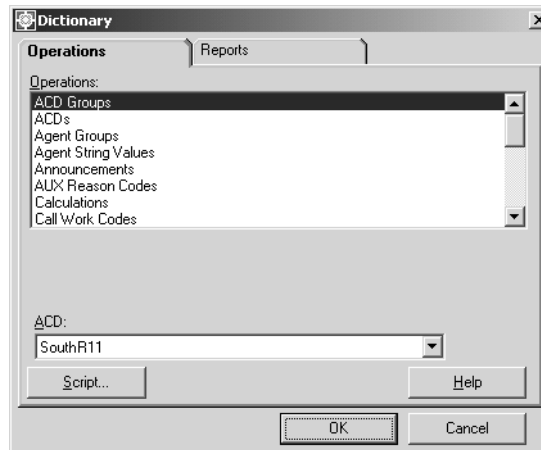 Dictionary
Operations
Reports
Operations:
ACD Groups
ACDs
Agent Groups
Agent String Values
Announcements
AUX Reason Codes
Calculations
Call Work Codes
ACD:
SouthR11
Script...
Help
OK
Cancel